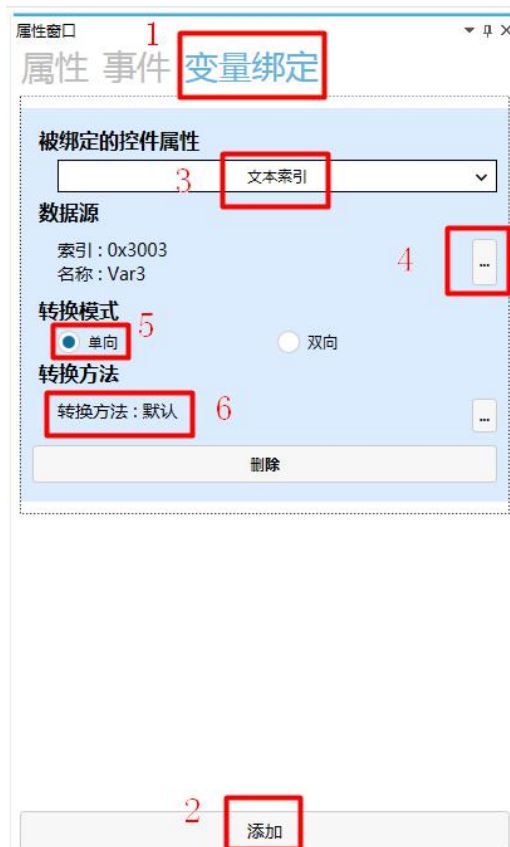 属性窗口
1
属性 事件 变量绑定
被绑定的控件属性
3 文本索引
数据源
索引：0x3003
名称：Var3
4 ...
转换模式
5
单向 双向
转换方法
转换方法：默认 6 ...
删除
2 添加